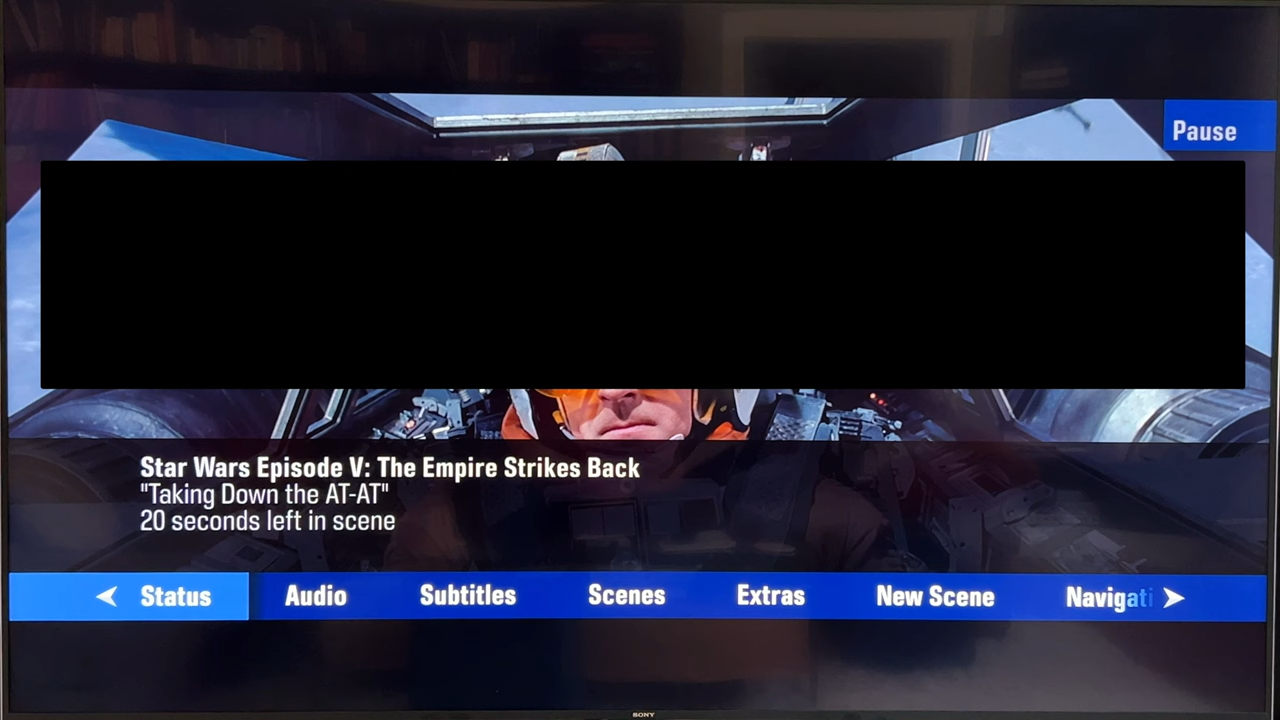 Pause
Star Wars Episode V: The Empire Strikes Back
"Taking Down the AT-AT"
20 seconds left in scene
Status Audio Subtitles Scenes Extras New Scene Navigati
SONY